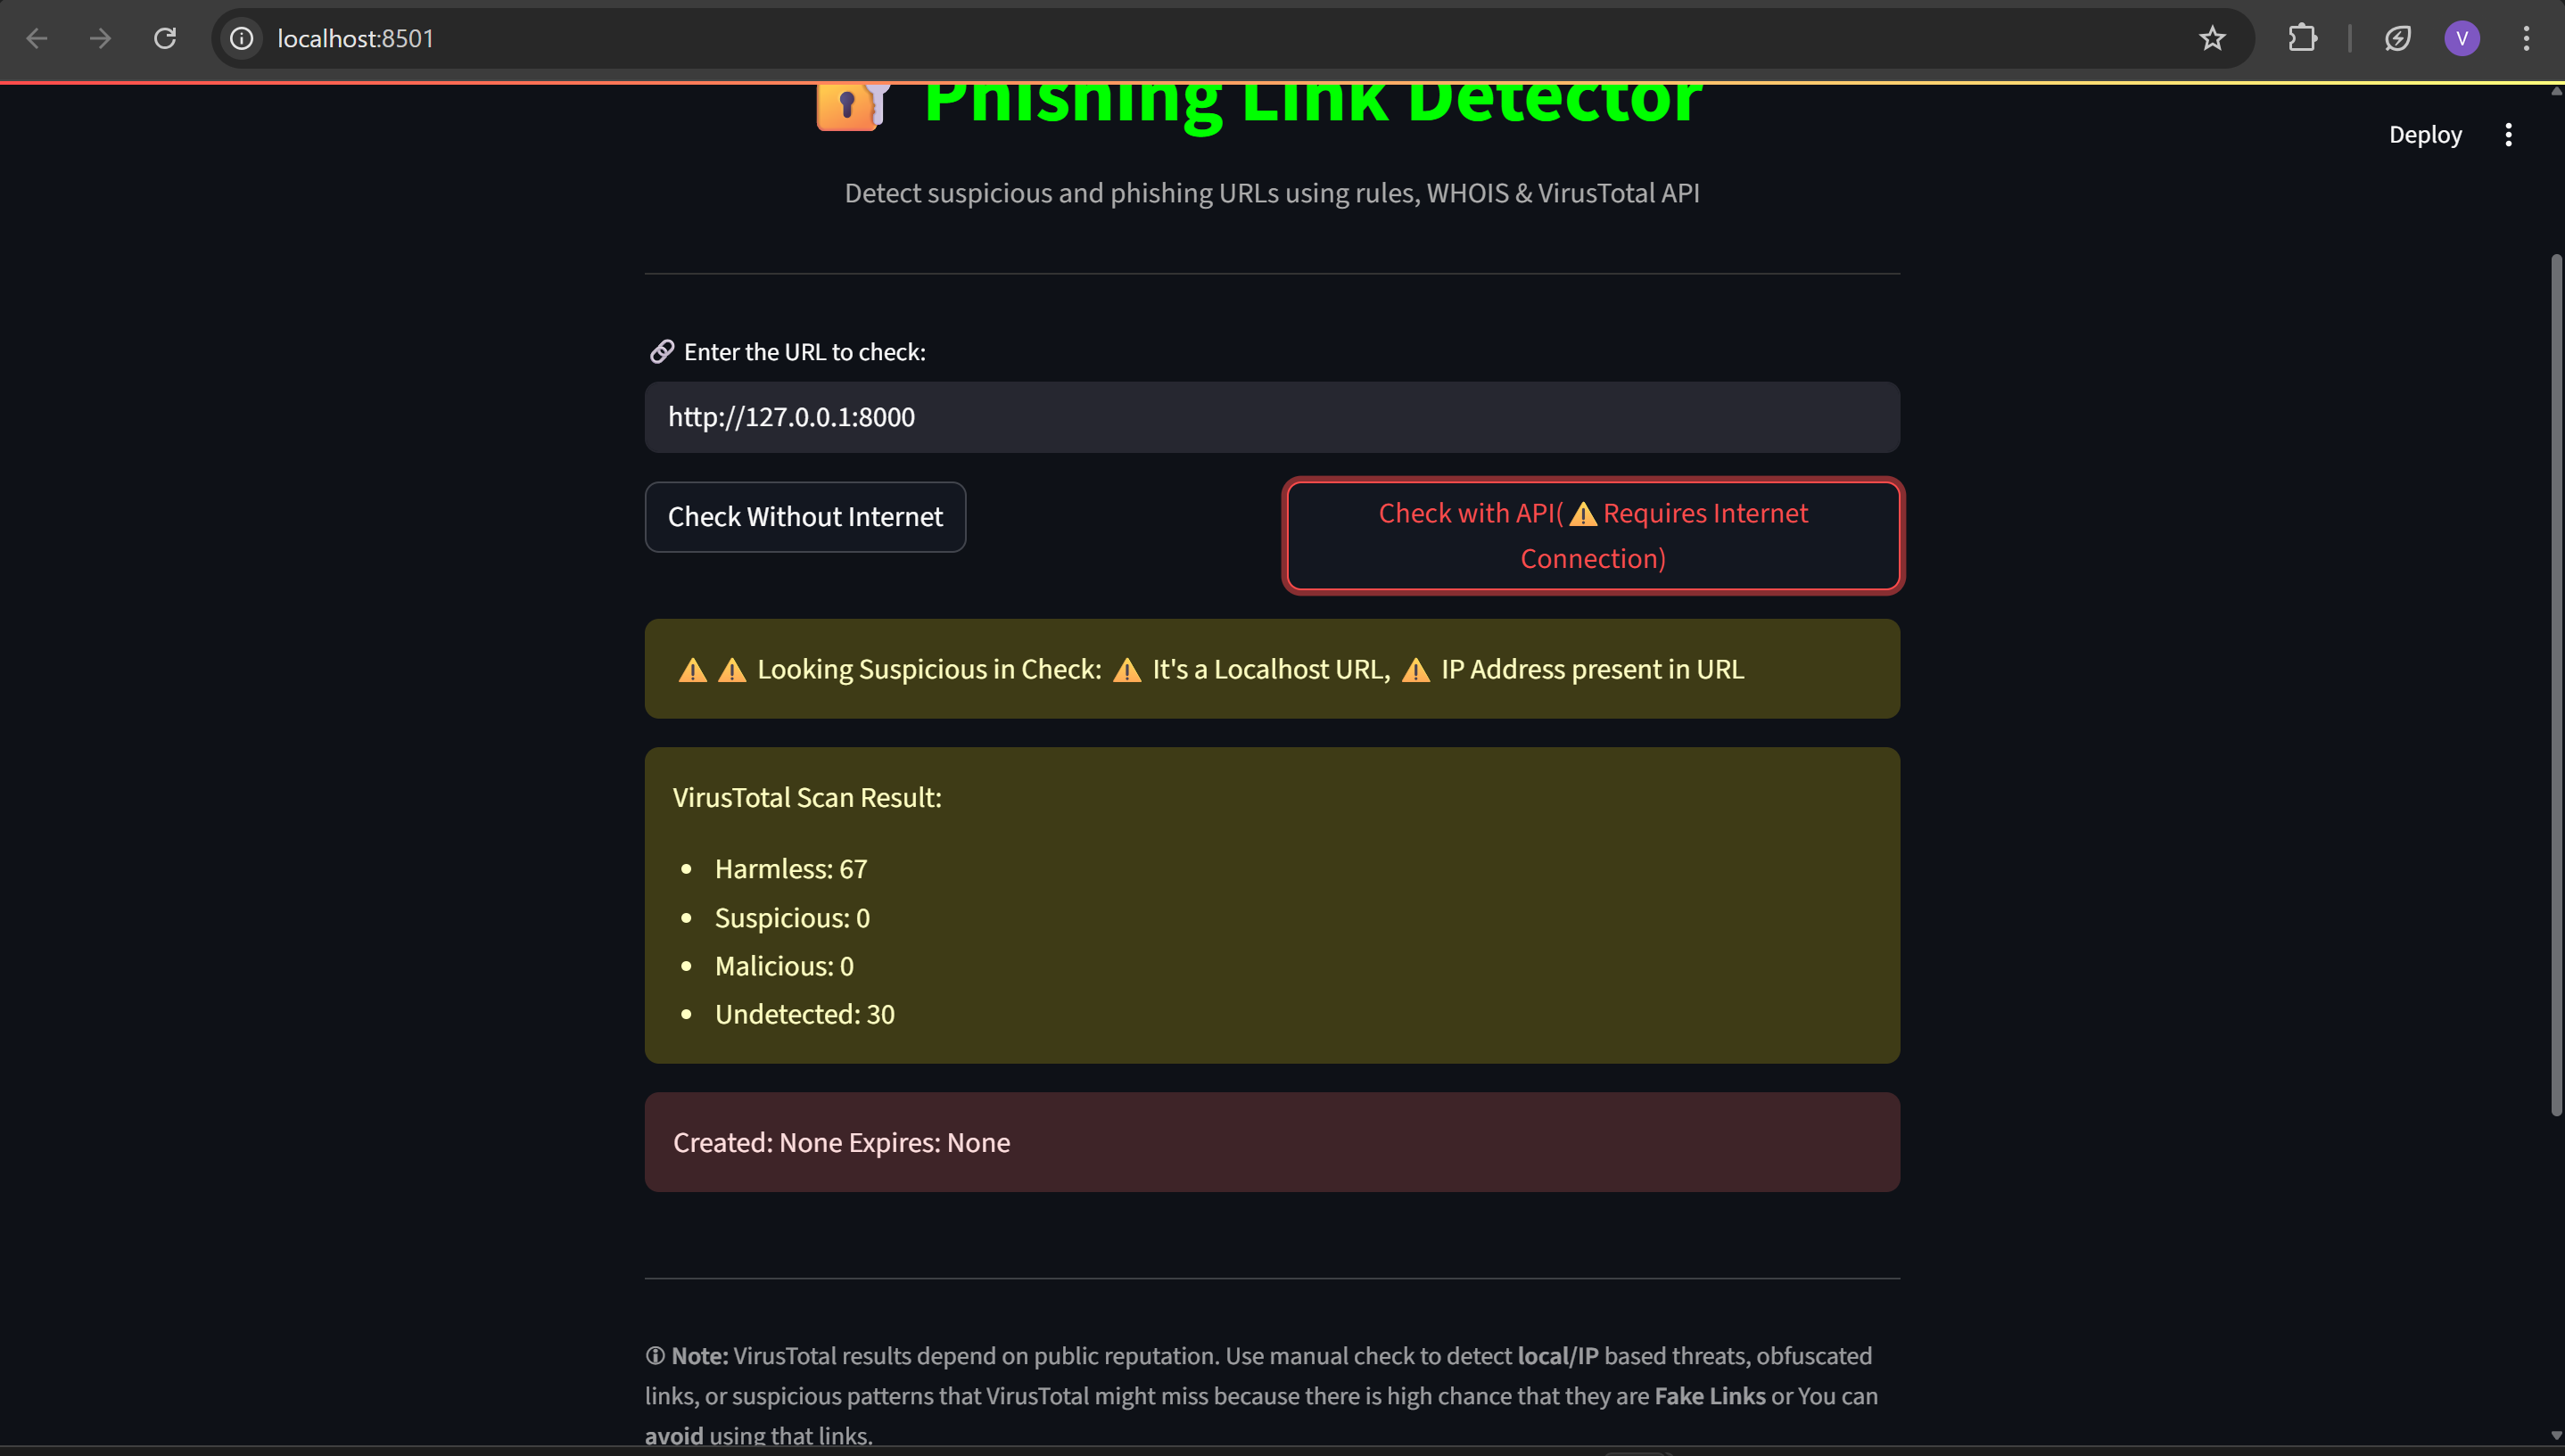 localhost:8501
V
Phishing Link Detector
Deploy
Detect suspicious and phishing URLs using rules, WHOIS & VirusTotal API
Enter the URL to check:
http://127.0.0.1:8000
Check Without Internet
Check with API(⚠️Requires Internet
Connection)
⚠️⚠️ Looking Suspicious in Check: ⚠️ It's a Localhost URL, ⚠️ IP Address present in URL
VirusTotal Scan Result:
• Harmless: 67
• Suspicious: 0
• Malicious: 0
• Undetected: 30
Created: None Expires: None
Note: VirusTotal results depend on public reputation. Use manual check to detect local/IP based threats, obfuscated
links, or suspicious patterns that VirusTotal might miss because there is high chance that they are Fake Links or You can
avoid using that links.